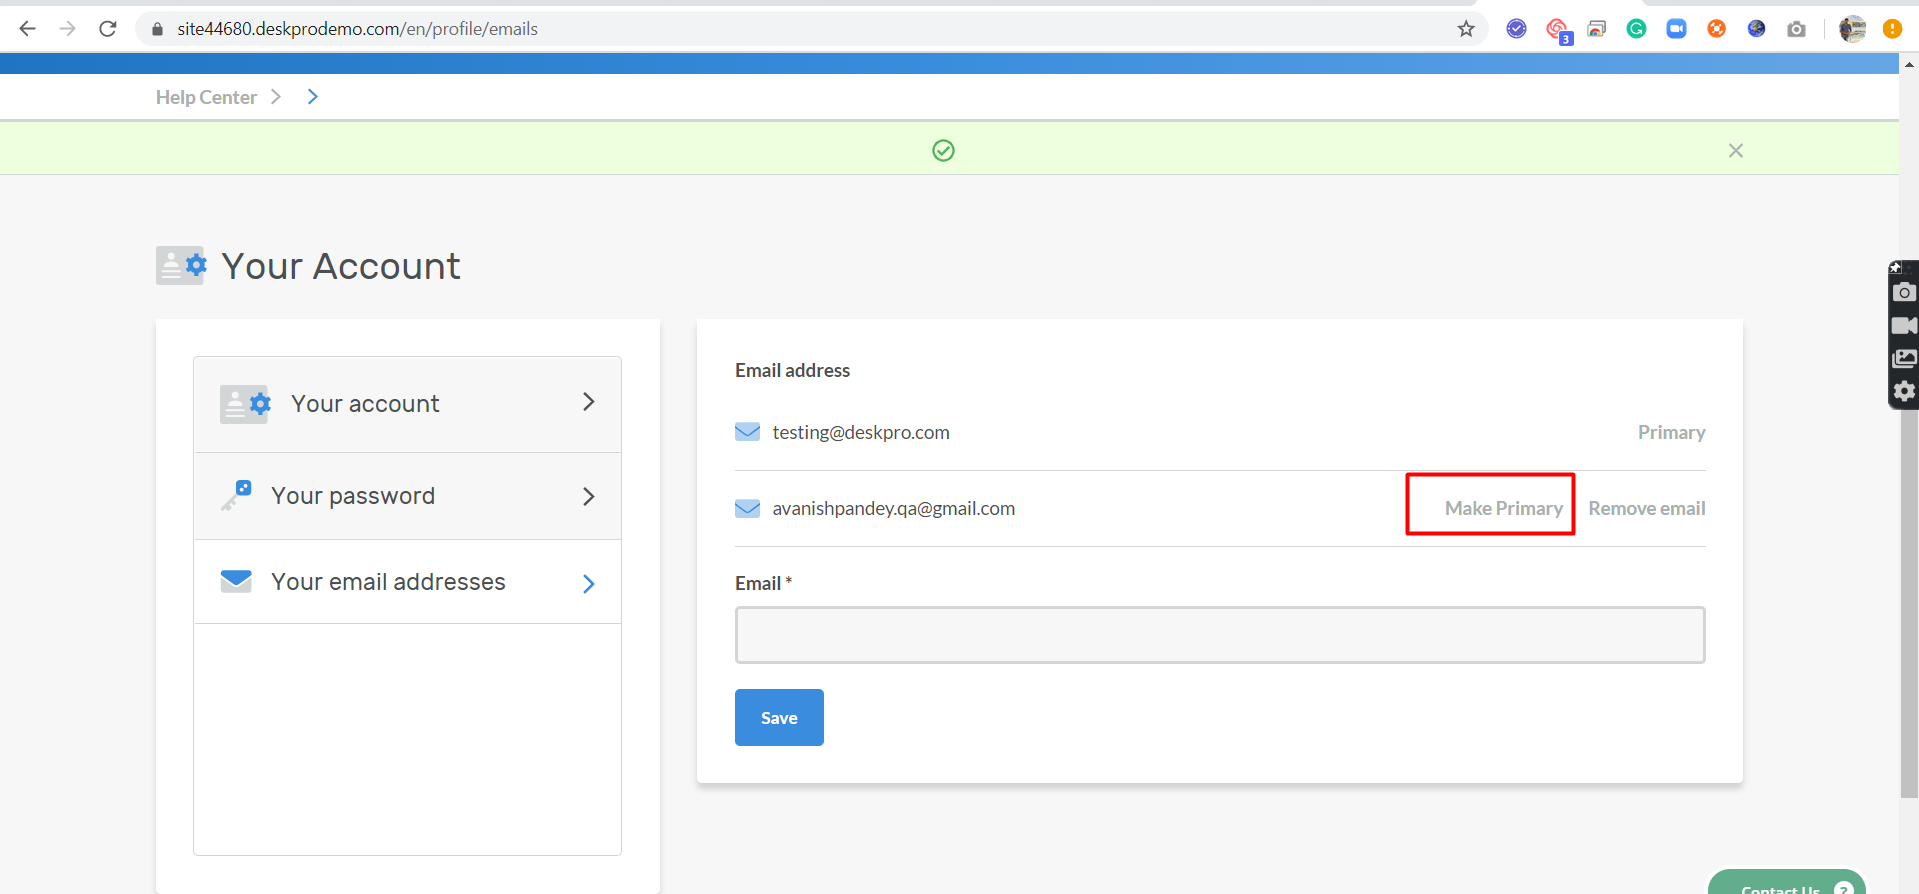 site44680.deskprodemo.com/en/profile/emails
3
Help Center
Your Account
Your account
Your password
Your email addresses
Email address
testing@deskpro.com Primary
avanishpandey.qa@gmail.com Make Primary Remove email
Email *
Save
Contact Us ?